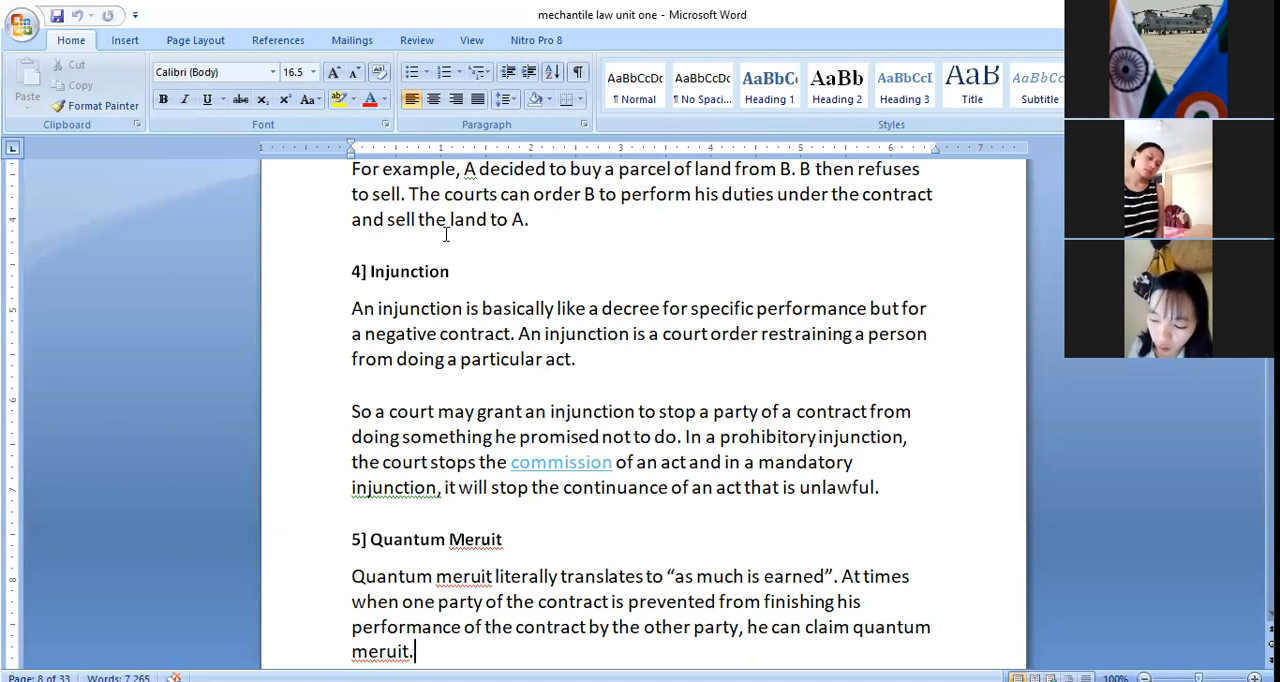 mechantile law unit one - Microsoft Word
Home Insert Page Layout References Mailings Review View Nitro Pro 8
Cut
Copy
Paste Format Painter
Calibri (Body) 16.5
AaBbCcDc AaBbCcDc AaBbC AaBb AaBbCcI AaB AaBbCcL
¶ Normal ¶ No Spaci... Heading 1 Heading 2 Heading 3 Title Subtitle
Clipboard Font Paragraph Styles
For example, A decided to buy a parcel of land from B. B then refuses
to sell. The courts can order B to perform his duties under the contract
and sell the land to A.
4] Injunction
An injunction is basically like a decree for specific performance but for
a negative contract. An injunction is a court order restraining a person
from doing a particular act.
So a court may grant an injunction to stop a party of a contract from
doing something he promised not to do. In a prohibitory injunction,
the court stops the commission of an act and in a mandatory
injunction, it will stop the continuance of an act that is unlawful.
5] Quantum Meruit
Quantum meruit literally translates to “as much is earned”. At times
when one party of the contract is prevented from finishing his
performance of the contract by the other party, he can claim quantum
meruit.
Page: 8 of 33 Words: 7,265 100%